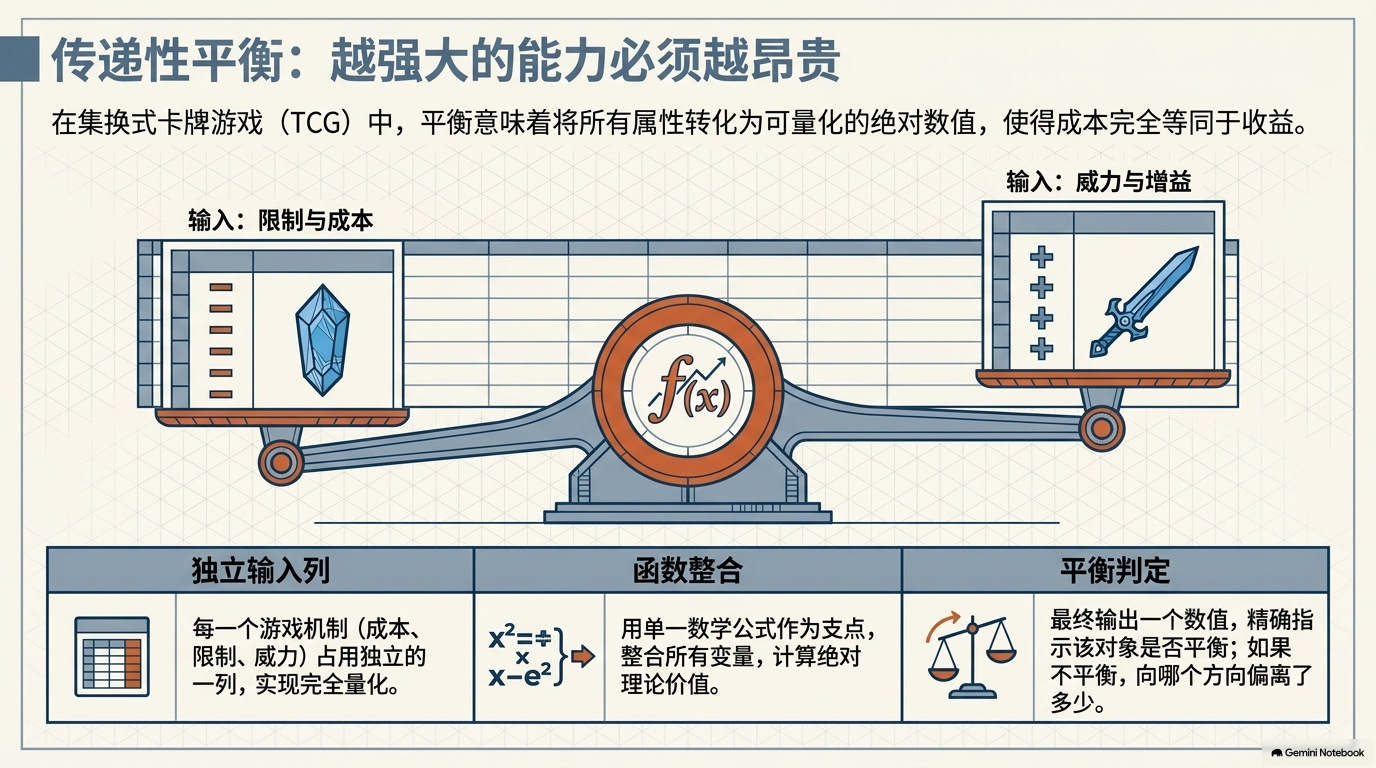 传递性平衡：越强大的能力必须越昂贵
在集换式卡牌游戏（TCG）中，平衡意味着将所有属性转化为可量化的绝对数值，使得成本完全等同于收益。
输入：威力与增益
输入：限制与成本
f(x)
独立输入列
函数整合
平衡判定
每一个游戏机制（成本、
限制、威力）占用独立的
一列，实现完全量化。
x²=÷
x
x−e²
用单一数学公式作为支点，
整合所有变量，计算绝对
理论价值。
最终输出一个数值，精确指
示该对象是否平衡；如果
不平衡，向哪个方向偏离了
多少。
Gemini Notebook